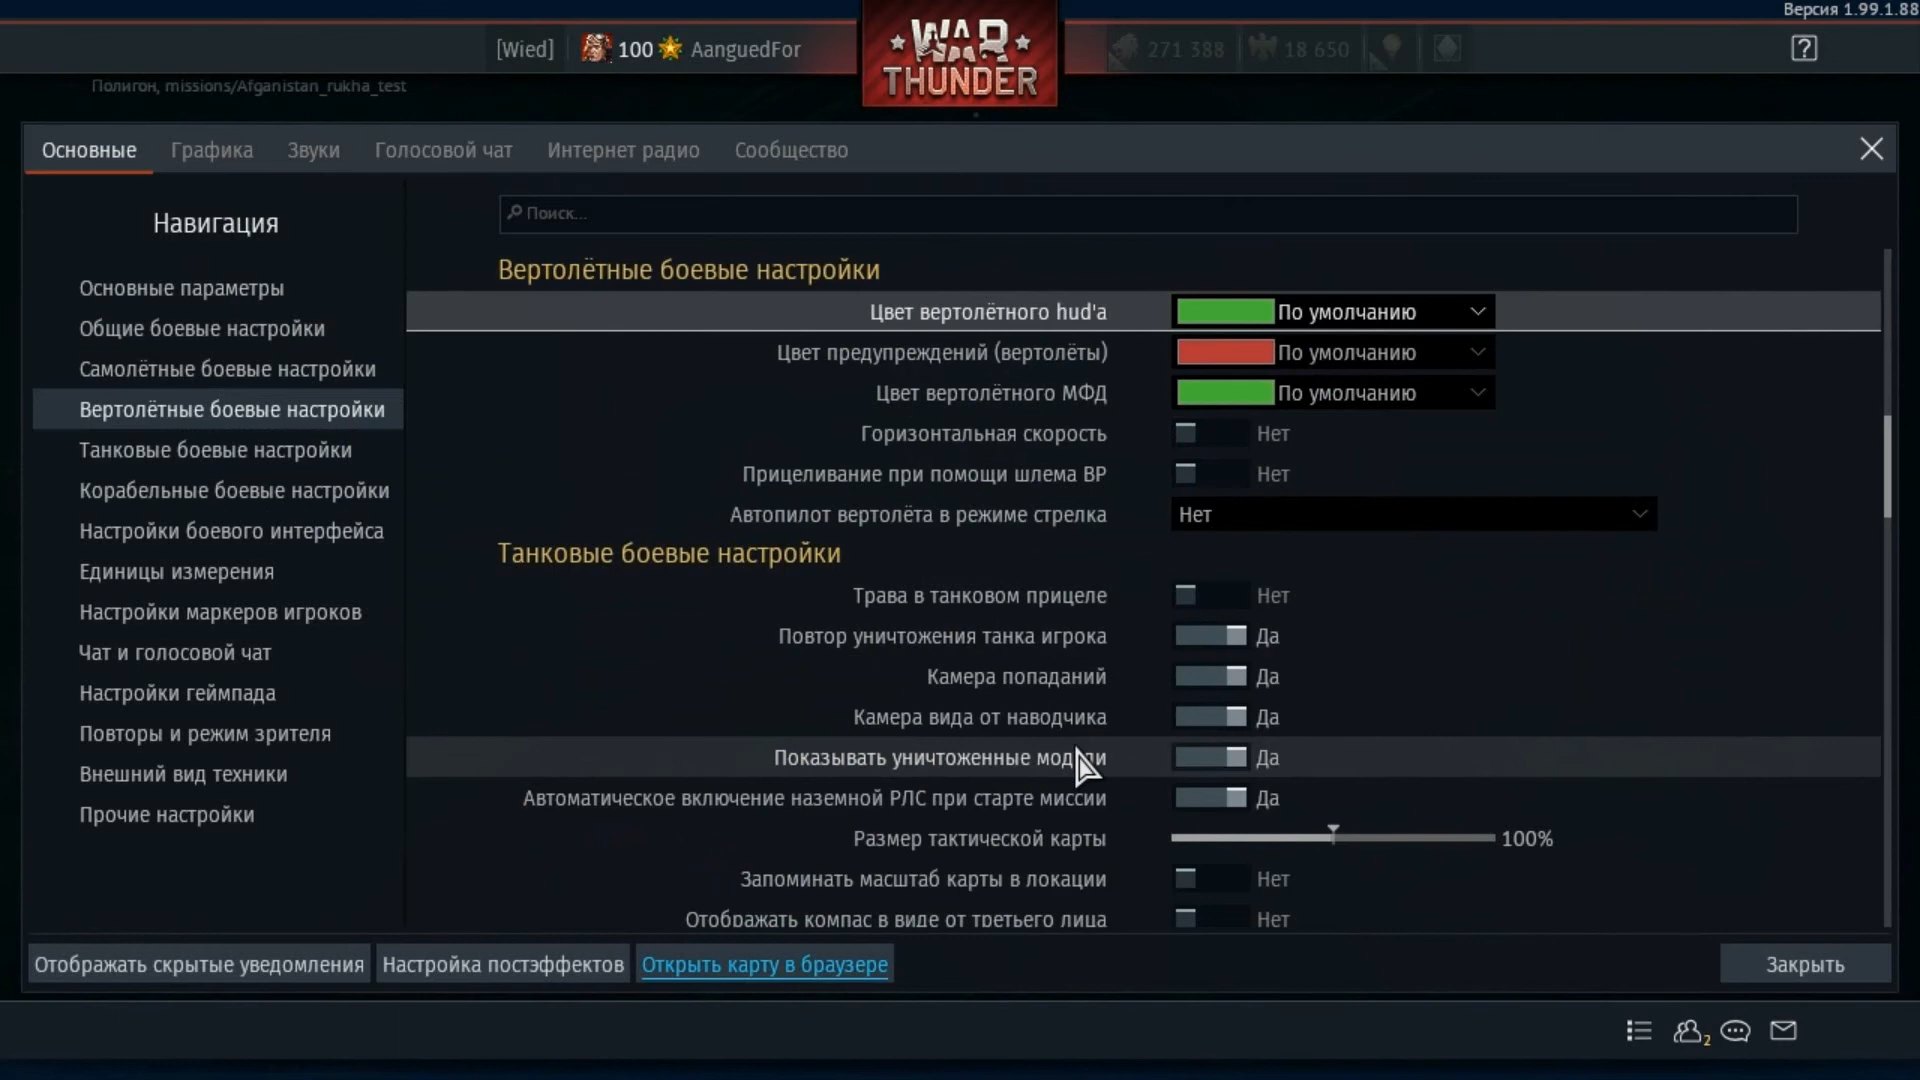 Версия 1.99.1.88
[Wied] 100 AanguedFor
WAR THUNDER
271 388 18 650
Полигон, missions/Afganistan_rukha_test
Основные Графика Звуки Голосовой чат Интернет радио Сообщество
Навигация
Основные параметры
Общие боевые настройки
Самолётные боевые настройки
Вертолётные боевые настройки
Танковые боевые настройки
Корабельные боевые настройки
Настройки боевого интерфейса
Единицы измерения
Настройки маркеров игроков
Чат и голосовой чат
Настройки геймпада
Повторы и режим зрителя
Внешний вид техники
Прочие настройки
Поиск...
Вертолётные боевые настройки
Цвет вертолётного hud'а По умолчанию
Цвет предупреждений (вертолёты) По умолчанию
Цвет вертолётного МФД По умолчанию
Горизонтальная скорость Нет
Прицеливание при помощи шлема ВР Нет
Автопилот вертолёта в режиме стрелка Нет
Танковые боевые настройки
Трава в танковом прицеле Нет
Повтор уничтожения танка игрока Да
Камера попаданий Да
Камера вида от наводчика Да
Показывать уничтоженные модули Да
Автоматическое включение наземной РЛС при старте миссии Да
Размер тактической карты 100%
Запоминать масштаб карты в локации Нет
Отображать компас в виде от третьего лица Нет
Отображать скрытые уведомления Настройка постэффектов Открыть карту в браузере Закрыть
2